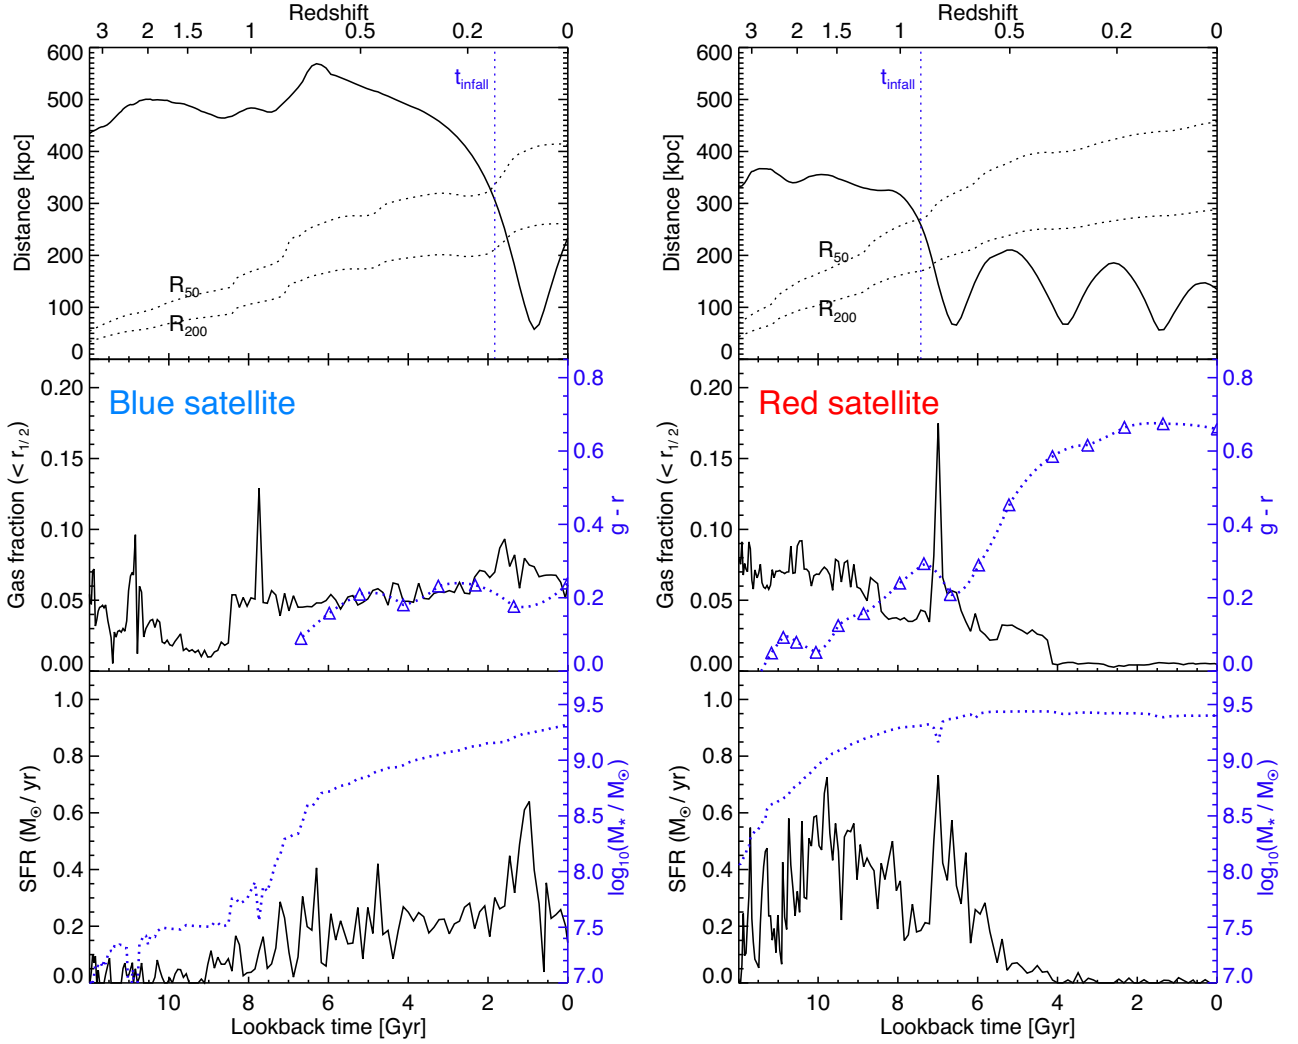 Redshift
3 2 1.5 1 0.5 0.2 0
600
500
400
300
200
100
0
Distance [kpc]
t_infall
R_50
R_200
0.20
0.15
0.10
0.05
0.00
Gas fraction (< r_1/2)
Blue satellite
0.8
0.6
0.4
0.2
0.0
g - r
1.0
0.8
0.6
0.4
0.2
0.0
SFR (M_⊙ / yr)
9.5
9.0
8.5
8.0
7.5
7.0
log_10(M_* / M_⊙)
10 8 6 4 2 0
Lookback time [Gyr]
Redshift
3 2 1.5 1 0.5 0.2 0
600
500
400
300
200
100
0
Distance [kpc]
t_infall
R_50
R_200
0.20
0.15
0.10
0.05
0.00
Gas fraction (< r_1/2)
Red satellite
0.8
0.6
0.4
0.2
0.0
g - r
1.0
0.8
0.6
0.4
0.2
0.0
SFR (M_⊙ / yr)
9.5
9.0
8.5
8.0
7.5
7.0
log_10(M_* / M_⊙)
10 8 6 4 2 0
Lookback time [Gyr]